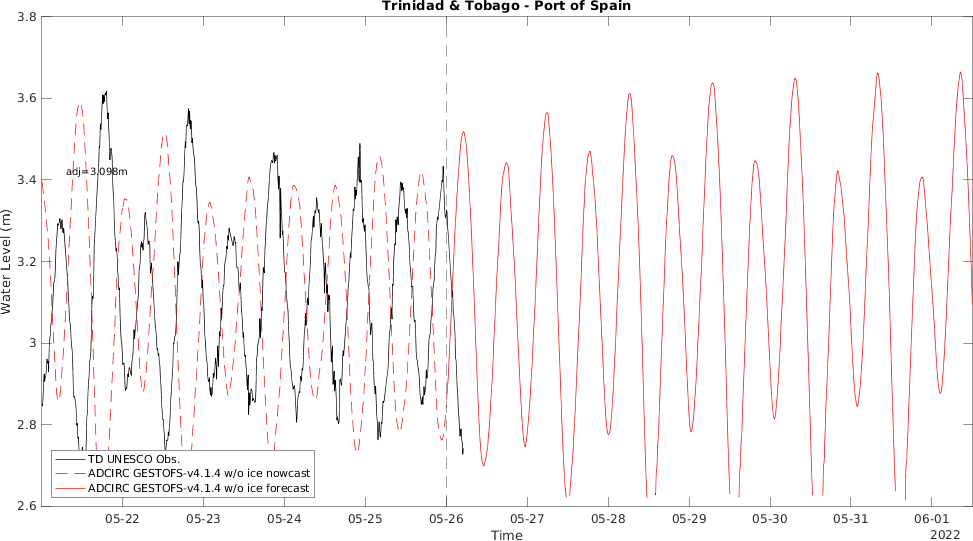 Trinidad & Tobago - Port of Spain
3.8
3.6
3.4
3.2
3
2.8
2.6
Water Level (m)
adj=3.098m
TD UNESCO Obs.
ADCIRC GESTOFS-v4.1.4 w/o ice nowcast
ADCIRC GESTOFS-v4.1.4 w/o ice forecast
05-22 05-23 05-24 05-25 05-26 05-27 05-28 05-29 05-30 05-31 06-01
Time
2022